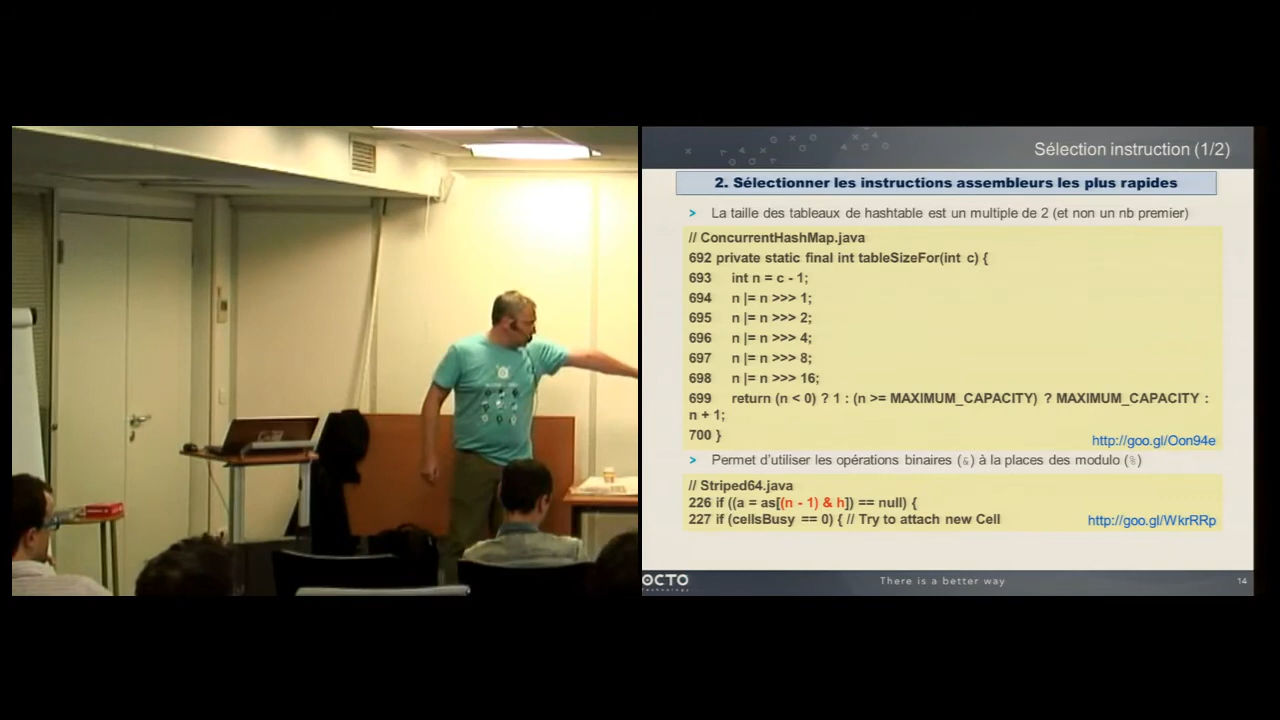 Sélection instruction (1/2)
2. Sélectionner les instructions assembleurs les plus rapides
> La taille des tableaux de hashtable est un multiple de 2 (et non un nb premier)
// ConcurrentHashMap.java
692 private static final int tableSizeFor(int c) {
693 int n = c - 1;
694 n |= n >>> 1;
695 n |= n >>> 2;
696 n |= n >>> 4;
697 n |= n >>> 8;
698 n |= n >>> 16;
699 return (n < 0) ? 1 : (n >= MAXIMUM_CAPACITY) ? MAXIMUM_CAPACITY :
n + 1;
700 }
http://goo.gl/Oon94e
> Permet d'utiliser les opérations binaires (&) à la places des modulo (%)
// Striped64.java
226 if ((a = as[(n - 1) & h]) == null) {
227 if (cellsBusy == 0) { // Try to attach new Cell
http://goo.gl/WkrRRp
OCTO
Technology
There is a better way
14